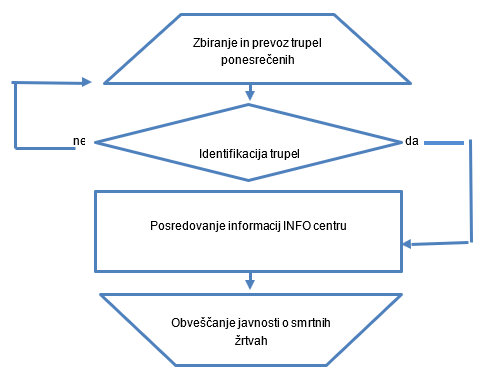 Zbiranje in prevoz trupel
ponesrečenih
ne
da
Identifikacija trupel
Posredovanje informacij INFO centru
Obveščanje javnosti o smrtnih
žrtvah